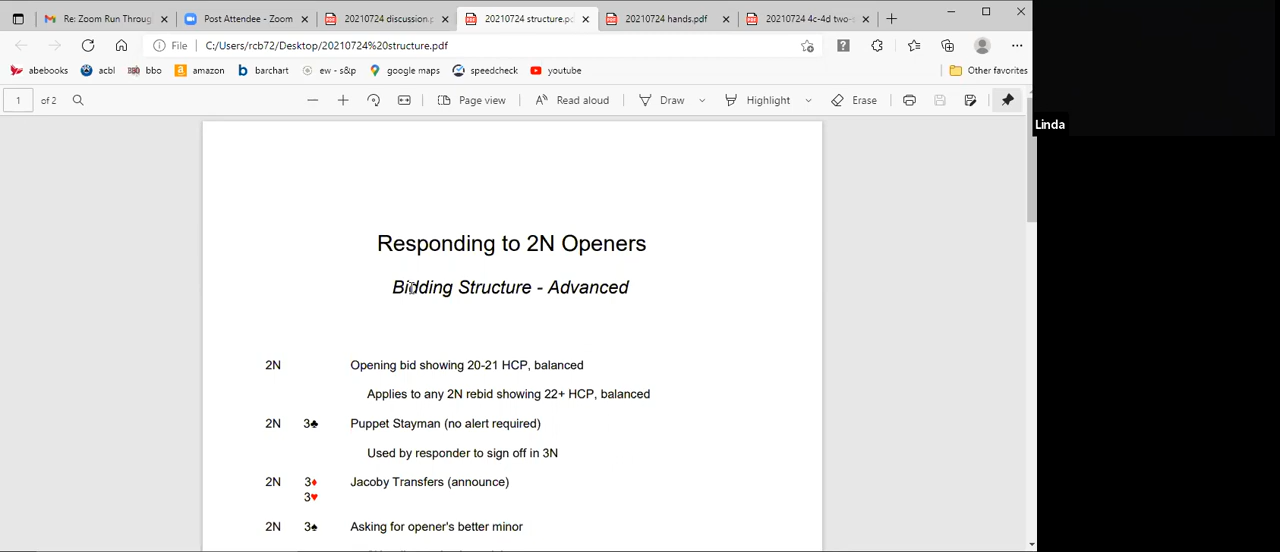 Re: Zoom Run Throug
Post Attendee - Zoom
20210724 discussion.p
20210724 structure.pd
20210724 hands.pdf
20210724 4c-4d two-s
File C:/Users/rcb72/Desktop/20210724%20structure.pdf
abebooks acbl bbo amazon barchart ew - s&p google maps speedcheck youtube Other favorites
1 of 2 Page view Read aloud Draw Highlight Erase
Linda
Responding to 2N Openers
Bidding Structure - Advanced
2N Opening bid showing 20-21 HCP, balanced
Applies to any 2N rebid showing 22+ HCP, balanced
2N 3♣ Puppet Stayman (no alert required)
Used by responder to sign off in 3N
2N 3♦ Jacoby Transfers (announce)
3♥
2N 3♠ Asking for opener's better minor